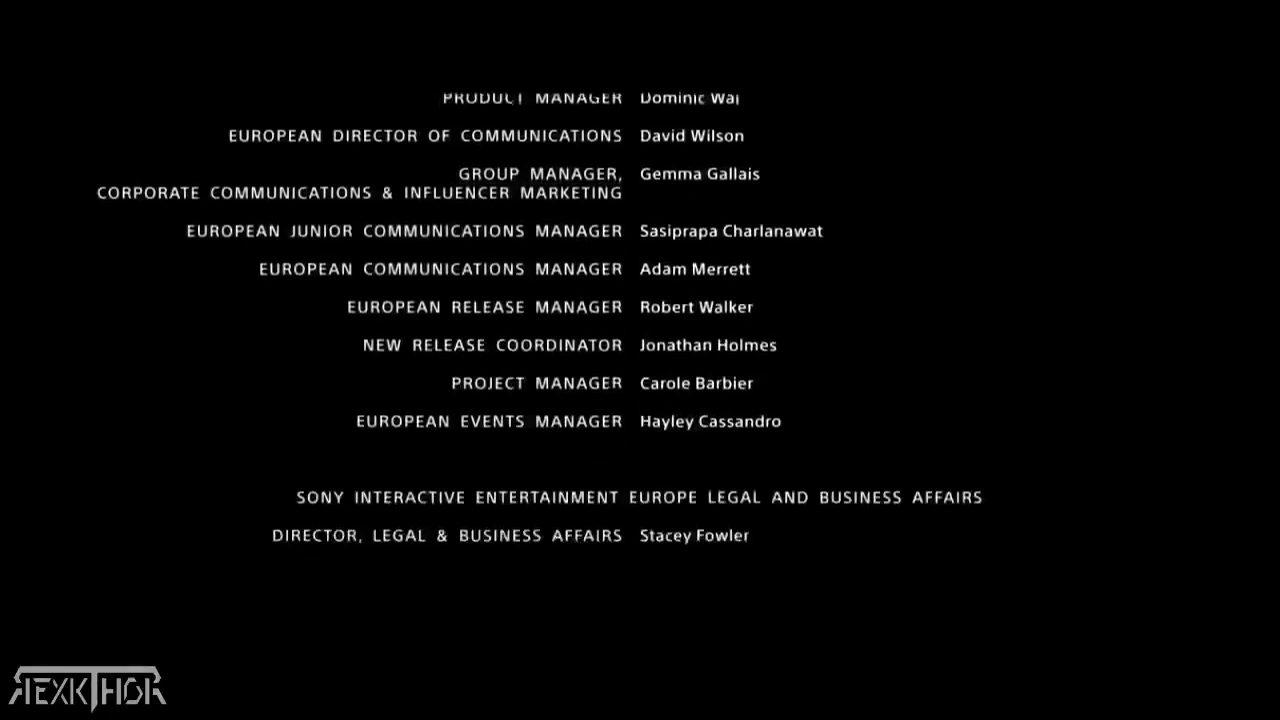 PRODUCT MANAGER Dominic Wai
EUROPEAN DIRECTOR OF COMMUNICATIONS David Wilson
GROUP MANAGER, Gemma Gallais
CORPORATE COMMUNICATIONS & INFLUENCER MARKETING
EUROPEAN JUNIOR COMMUNICATIONS MANAGER Sasiprapa Charlanawat
EUROPEAN COMMUNICATIONS MANAGER Adam Merrett
EUROPEAN RELEASE MANAGER Robert Walker
NEW RELEASE COORDINATOR Jonathan Holmes
PROJECT MANAGER Carole Barbier
EUROPEAN EVENTS MANAGER Hayley Cassandro
SONY INTERACTIVE ENTERTAINMENT EUROPE LEGAL AND BUSINESS AFFAIRS
DIRECTOR, LEGAL & BUSINESS AFFAIRS Stacey Fowler